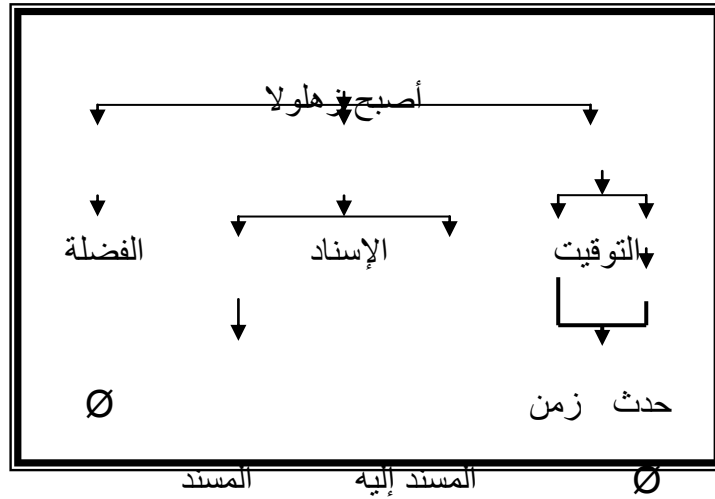 أصبح زهلولا
التوقيت الإسناد الفضلة
حدث زمن Ø
Ø المسند إليه المسند